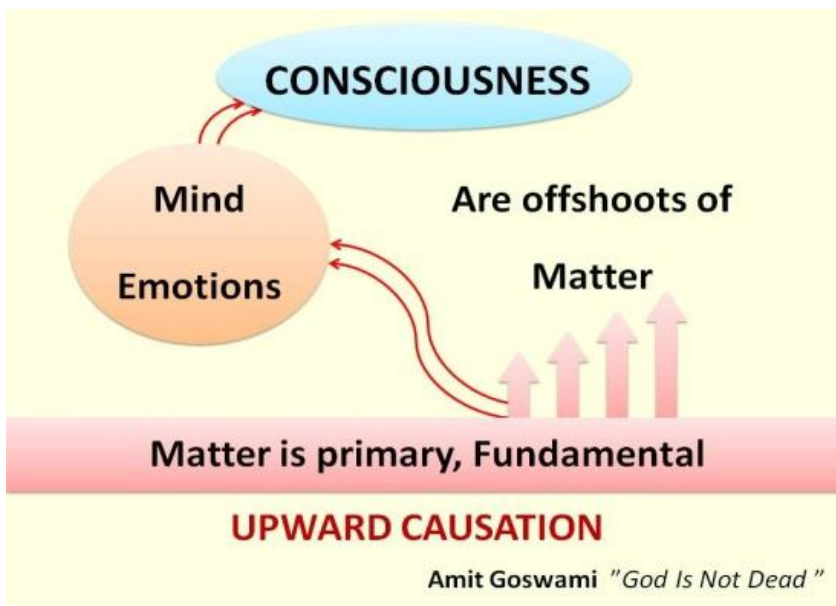 CONSCIOUSNESS
Mind
Emotions
Are offshoots of
Matter
Matter is primary, Fundamental
UPWARD CAUSATION
Amit Goswami "God Is Not Dead "